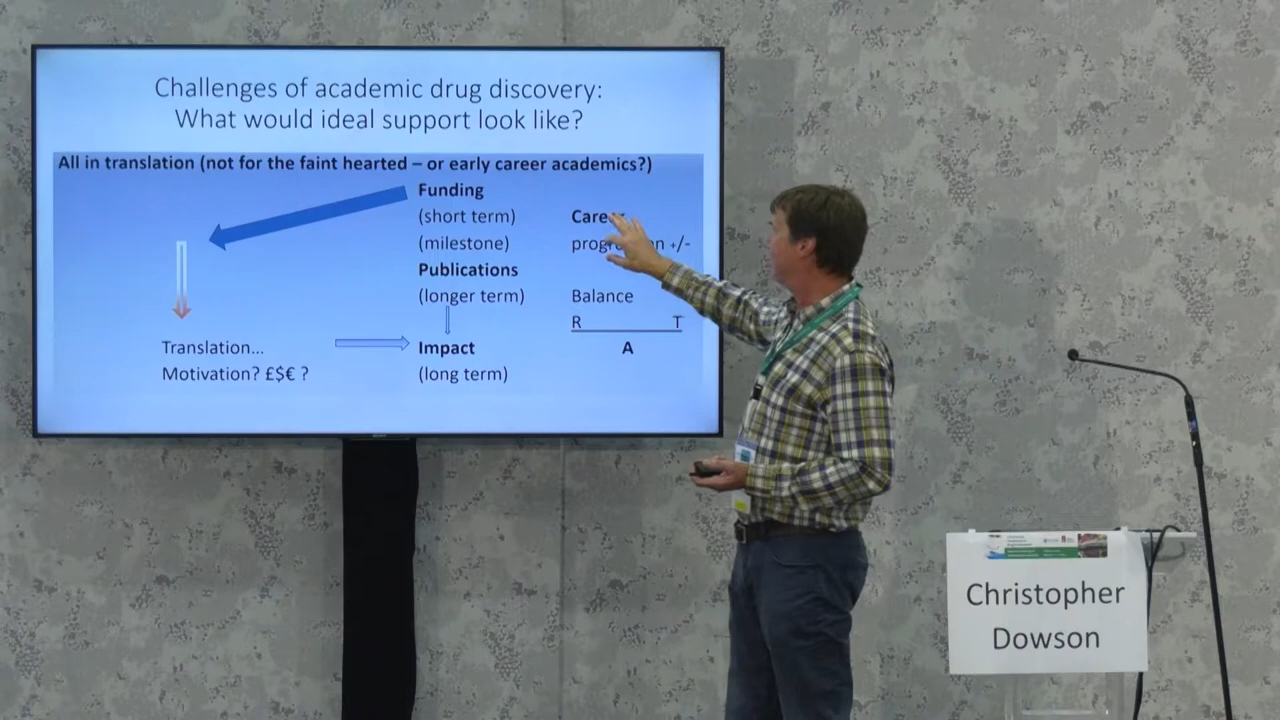 Challenges of academic drug discovery:
What would ideal support look like?
All in translation (not for the faint hearted – or early career academics?)
Funding
(short term)
(milestone)
Publications
(longer term)
Impact
(long term)
Translation...
Motivation? £$€ ?
+/-
Balance
R T
A
Christopher
Dowson